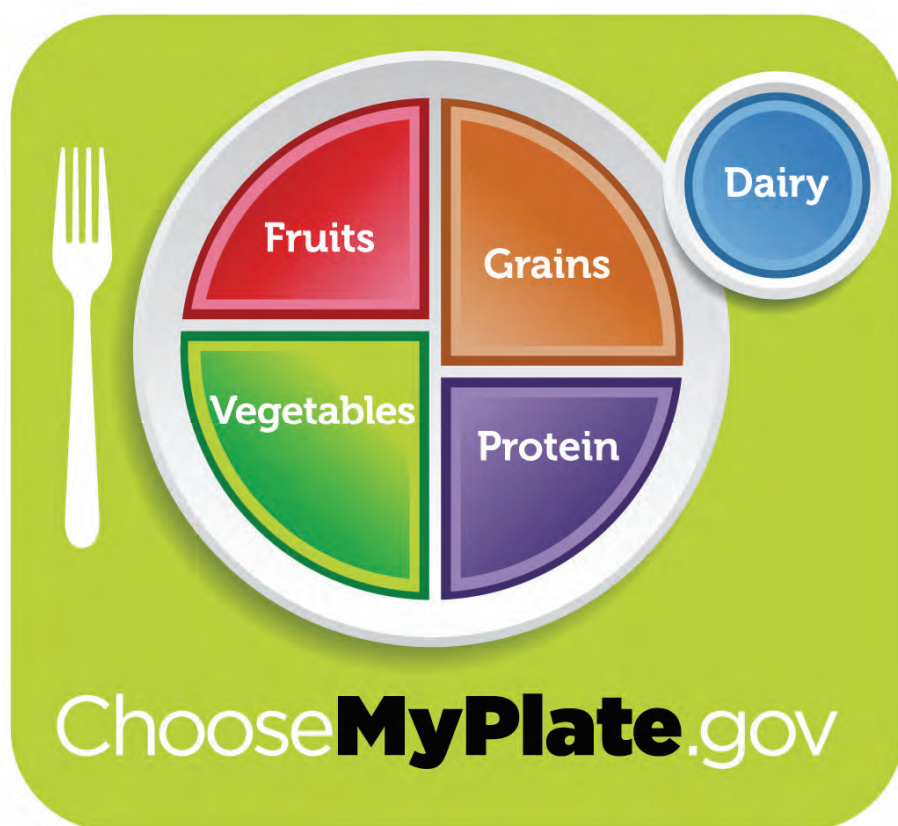 Fruits
Grains
Dairy
Vegetables
Protein
ChooseMyPlate.gov